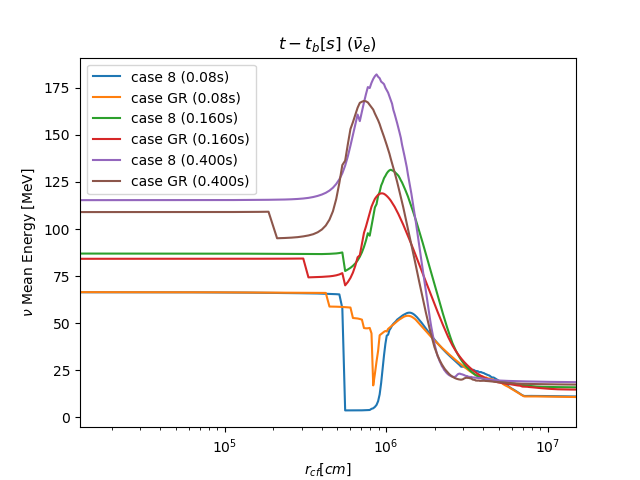 t − t_b[s] (ν̄_e)
ν Mean Energy [MeV]
175
150
125
100
75
50
25
0
case 8 (0.08s)
case GR (0.08s)
case 8 (0.160s)
case GR (0.160s)
case 8 (0.400s)
case GR (0.400s)
10^5
10^6
10^7
r_cf[cm]